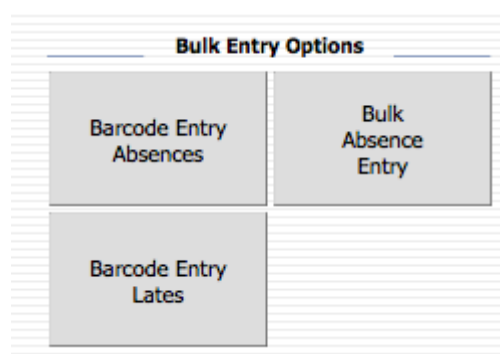 Bulk Entry Options
Barcode Entry
Absences
Bulk
Absence
Entry
Barcode Entry
Lates